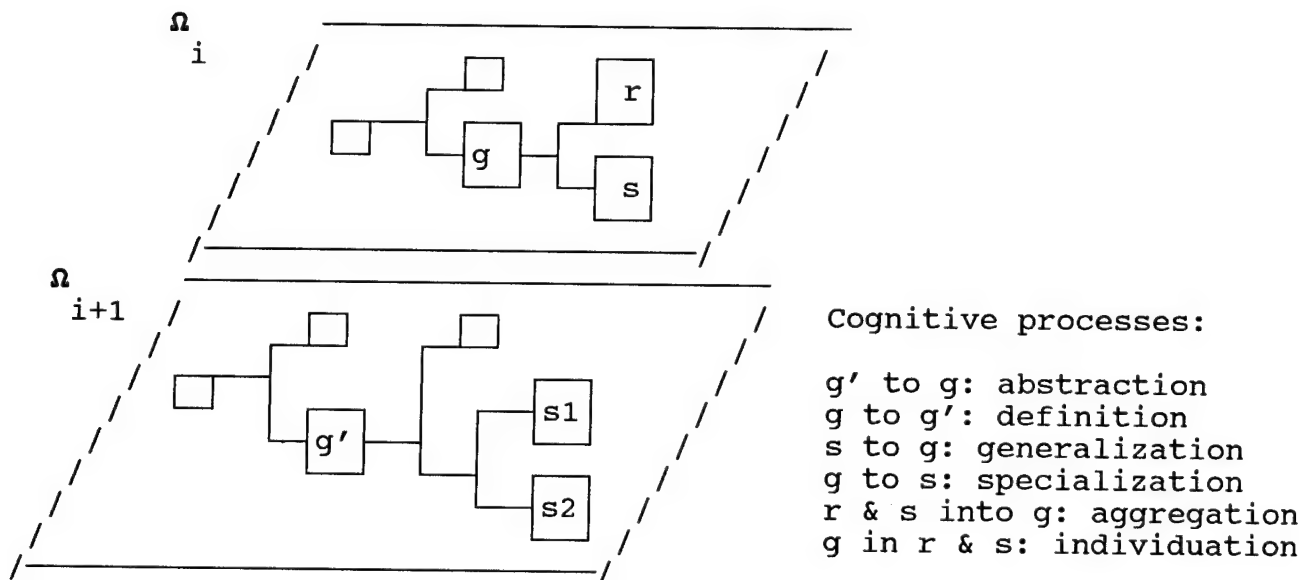 Ω
i
r
g
s
Ω
i+1
g'
s1
s2
Cognitive processes:
g' to g: abstraction
g to g': definition
s to g: generalization
g to s: specialization
r & s into g: aggregation
g in r & s: individuation